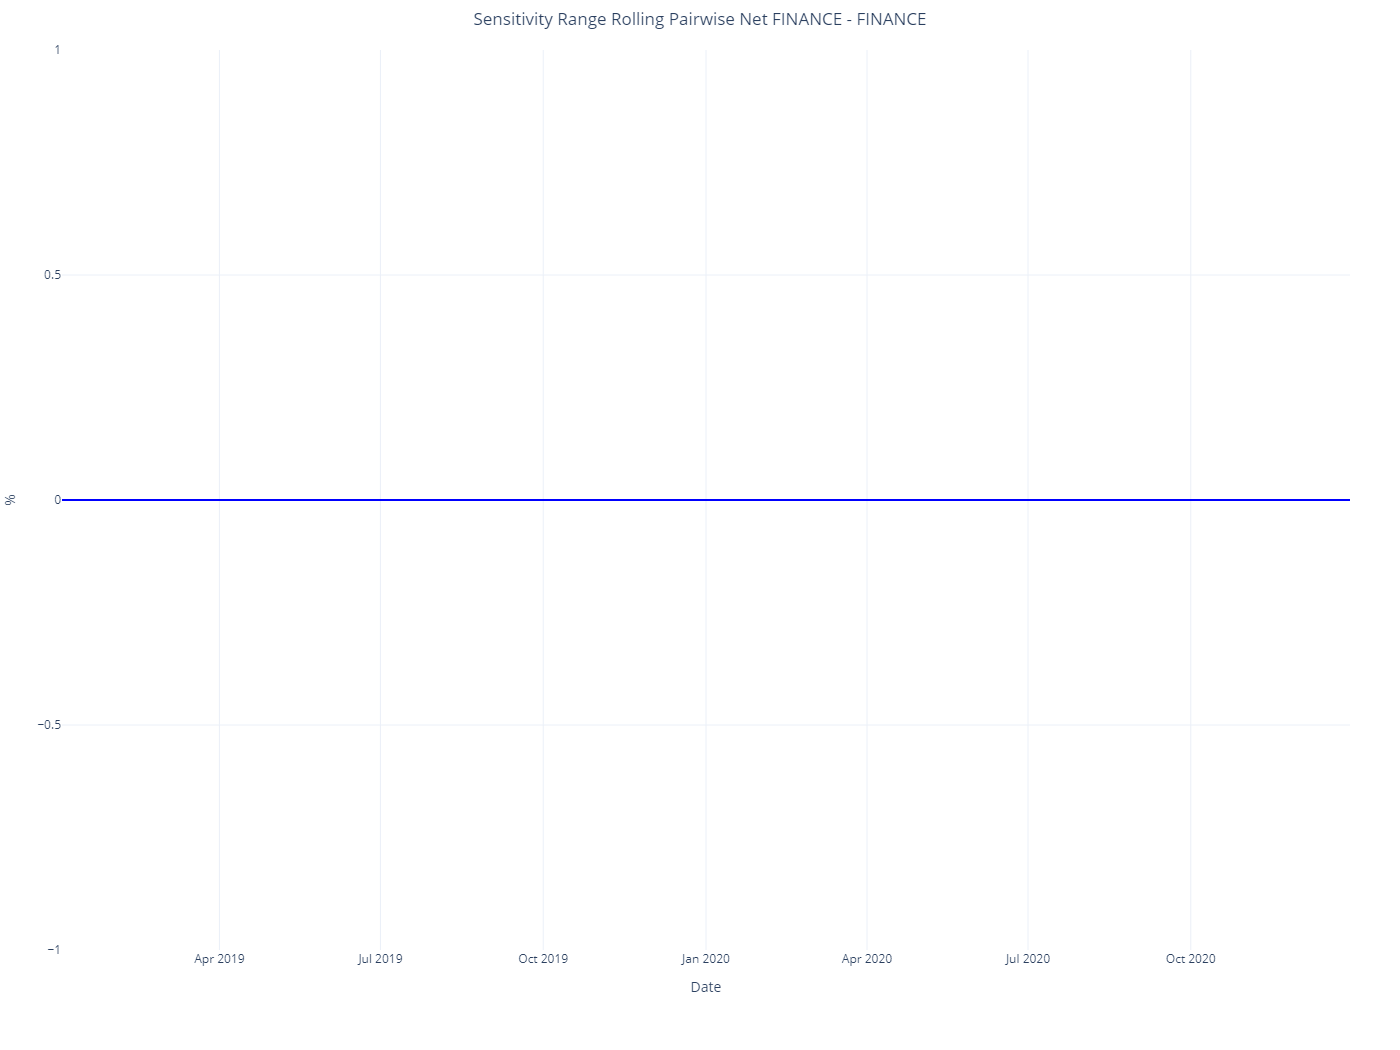 Sensitivity Range Rolling Pairwise Net FINANCE - FINANCE
1
0.5
0
−0.5
−1
%
Apr 2019 Jul 2019 Oct 2019 Jan 2020 Apr 2020 Jul 2020 Oct 2020
Date